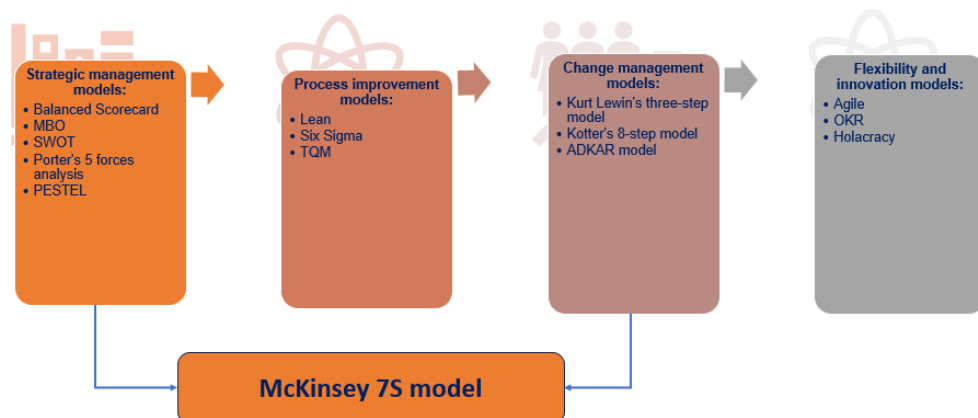 Strategic management
models:
• Balanced Scorecard
• MBO
• SWOT
• Porter's 5 forces
analysis
• PESTEL
Process improvement
models:
• Lean
• Six Sigma
• TQM
Change management
models:
• Kurt Lewin's three-step
model
• Kotter's 8-step model
• ADKAR model
Flexibility and
innovation models:
• Agile
• OKR
• Holacracy
McKinsey 7S model